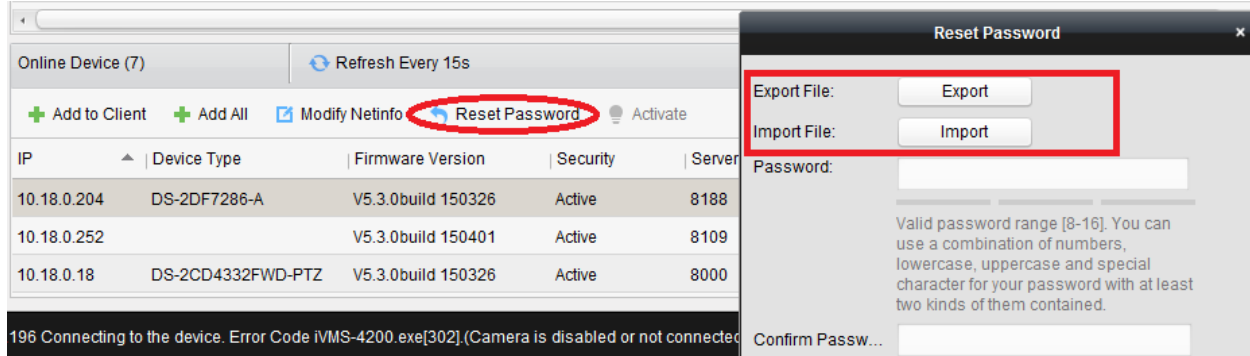 Online Device (7)
Refresh Every 15s
Add to Client
Add All
Modify Netinfo
Reset Password
Activate
IP
Device Type
Firmware Version
Security
Server
10.18.0.204
DS-2DF7286-A
V5.3.0build 150326
Active
8188
10.18.0.252
V5.3.0build 150401
Active
8109
10.18.0.18
DS-2CD4332FWD-PTZ
V5.3.0build 150326
Active
8000
196 Connecting to the device. Error Code iVMS-4200.exe[302].(Camera is disabled or not connected
Reset Password
×
Export File:
Export
Import File:
Import
Password:
Valid password range [8-16]. You can
use a combination of numbers,
lowercase, uppercase and special
character for your password with at least
two kinds of them contained.
Confirm Passw...